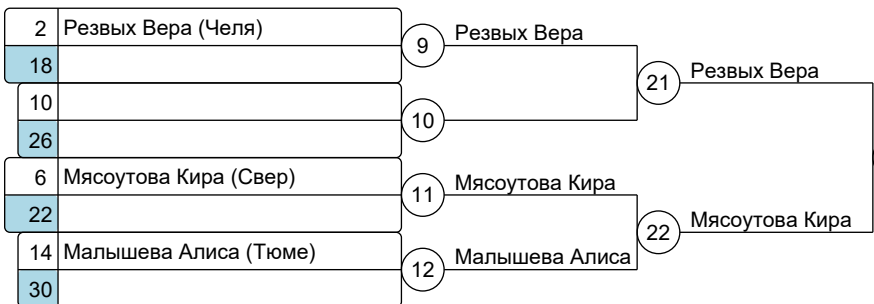 2 Резвых Вера (Челя)
18
9 Резвых Вера
10
26
10
21 Резвых Вера
6 Мясоутова Кира (Свер)
22
11 Мясоутова Кира
14 Малышева Алиса (Тюме)
30
12 Малышева Алиса
22 Мясоутова Кира